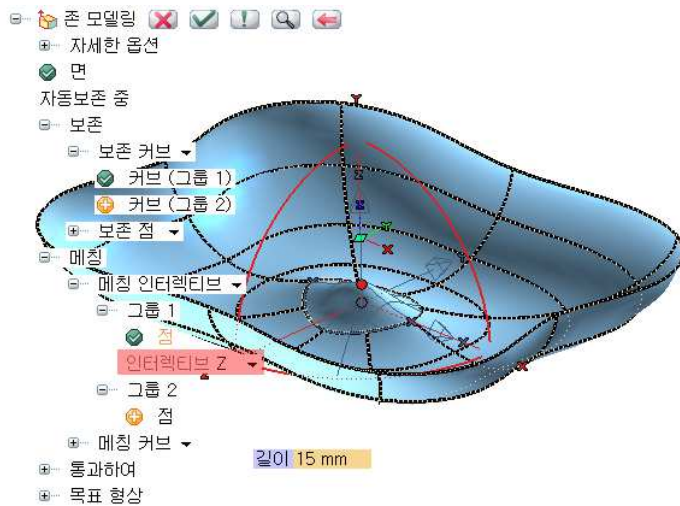 존 모델링
자세한 옵션
면
자동보존 중
보존
보존 커브
커브 (그룹 1)
커브 (그룹 2)
보존 점
메칭
메칭 인터렉티브
그룹 1
점
인터렉티브 Z
그룹 2
점
메칭 커브
길이 15 mm
통과하여
목표 형상
Y
Z
Z
Y
X
X
X